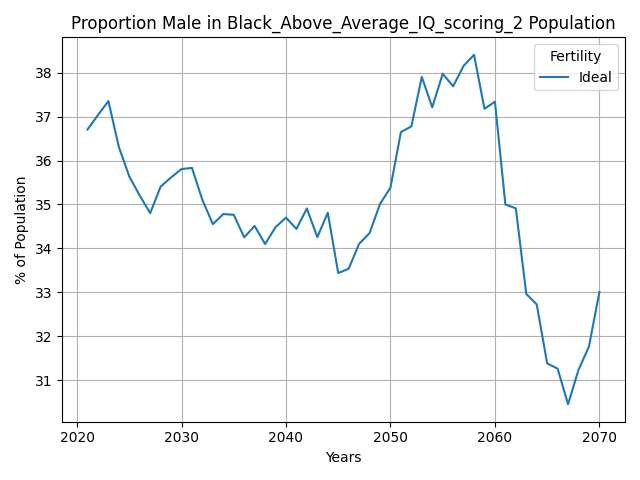 Proportion Male in Black_Above_Average_IQ_scoring_2 Population
Fertility
Ideal
% of Population
38
37
36
35
34
33
32
31
2020 2030 2040 2050 2060 2070
Years